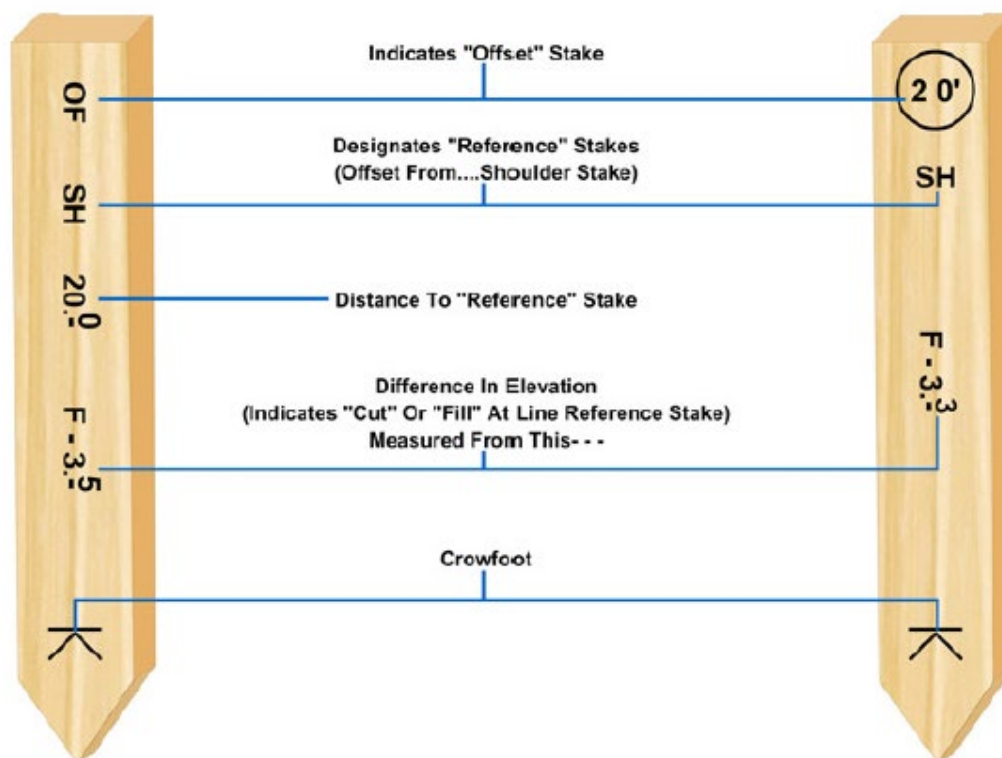 Indicates "Offset" Stake
OF
2 0'
Designates "Reference" Stakes
(Offset From....Shoulder Stake)
SH
SH
20.0
Distance To "Reference" Stake
Difference In Elevation
(Indicates "Cut" Or "Fill" At Line Reference Stake)
Measured From This- - -
F - 3.5
F - 3.3
Crowfoot